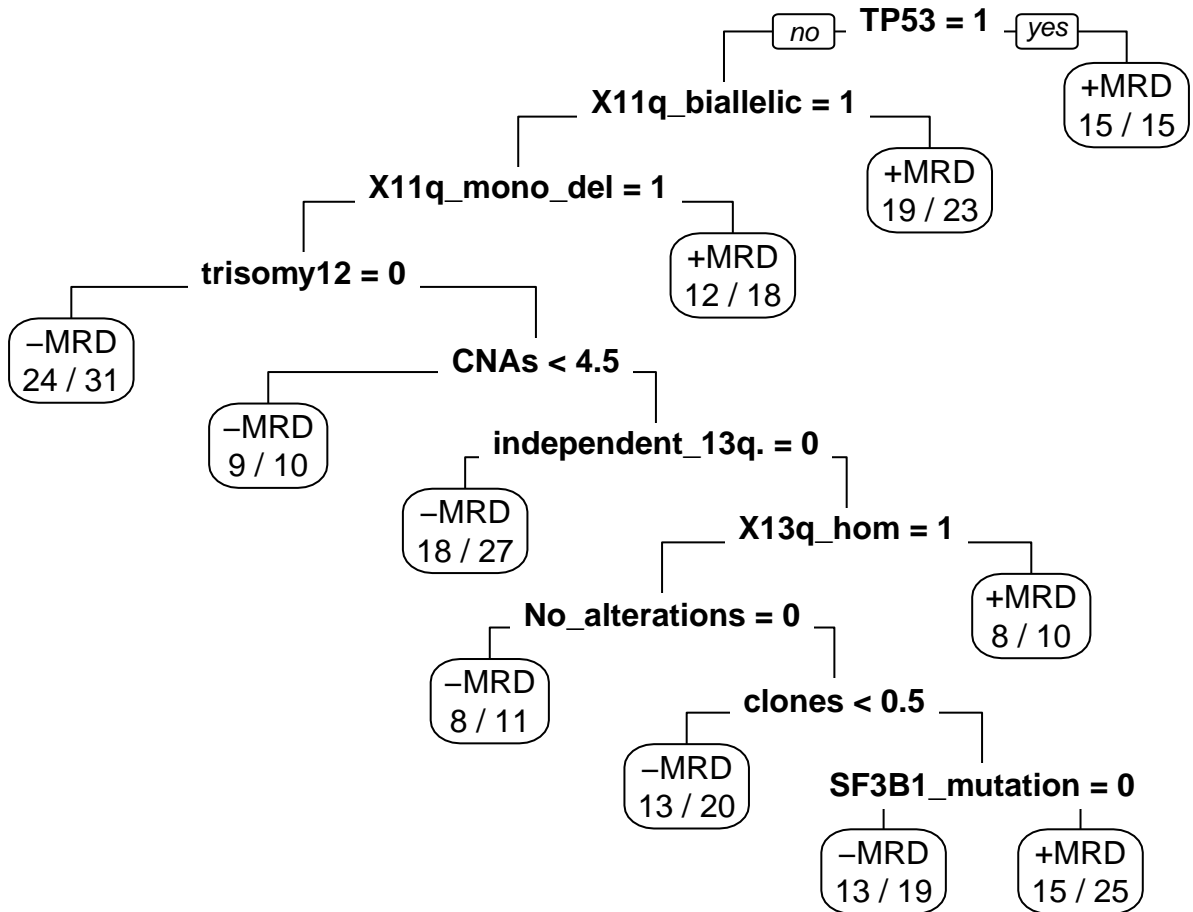 no
TP53 = 1
yes
+MRD
15 / 15
X11q_biallelic = 1
+MRD
19 / 23
X11q_mono_del = 1
+MRD
12 / 18
trisomy12 = 0
–MRD
24 / 31
CNAs < 4.5
–MRD
9 / 10
independent_13q. = 0
–MRD
18 / 27
X13q_hom = 1
+MRD
8 / 10
No_alterations = 0
–MRD
8 / 11
clones < 0.5
–MRD
13 / 20
SF3B1_mutation = 0
–MRD
13 / 19
+MRD
15 / 25